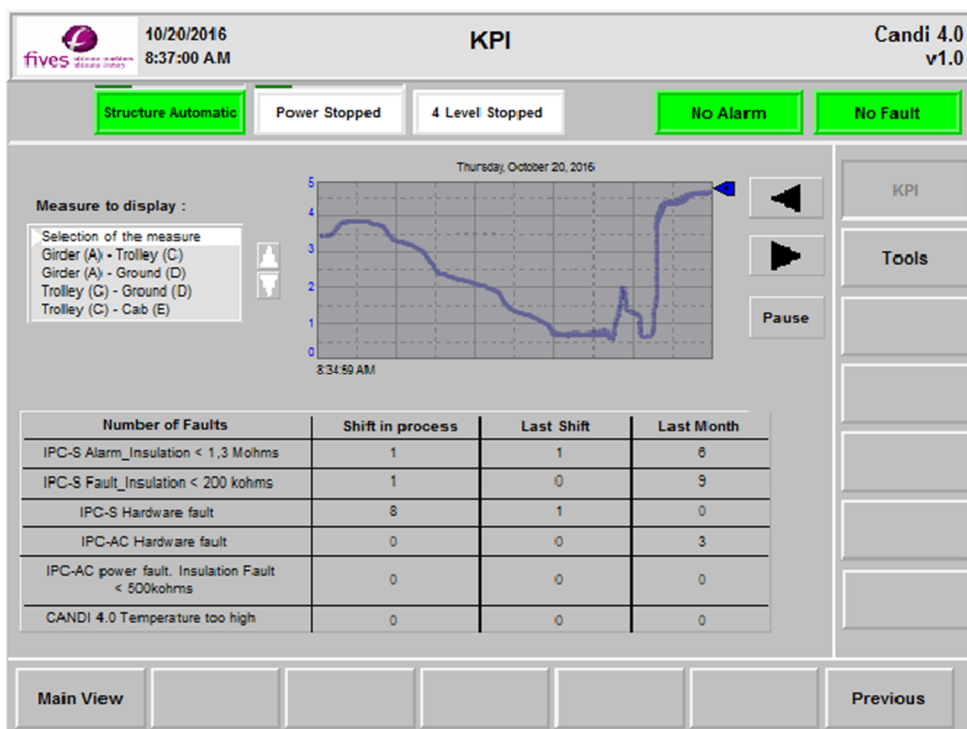 10/20/2016
8:37:00 AM
KPI
Candi 4.0
v1.0
fives
Structure Automatic
Power Stopped
4 Level Stopped
No Alarm
No Fault
Measure to display :
Selection of the measure
Girder (A) - Trolley (C)
Girder (A) - Ground (D)
Trolley (C) - Ground (D)
Trolley (C) - Cab (E)
Thursday, October 20, 2016
5
4
3
2
1
0
8:34:59 AM
Pause
KPI
Tools
Number of Faults Shift in process Last Shift Last Month
IPC-S Alarm_Insulation < 1,3 Mohms 1 1 6
IPC-S Fault_Insulation < 200 kohms 1 0 9
IPC-S Hardware fault 8 1 0
IPC-AC Hardware fault 0 0 3
IPC-AC power fault. Insulation Fault
< 500kohms 0 0 0
CANDI 4.0 Temperature too high 0 0 0
Main View
Previous